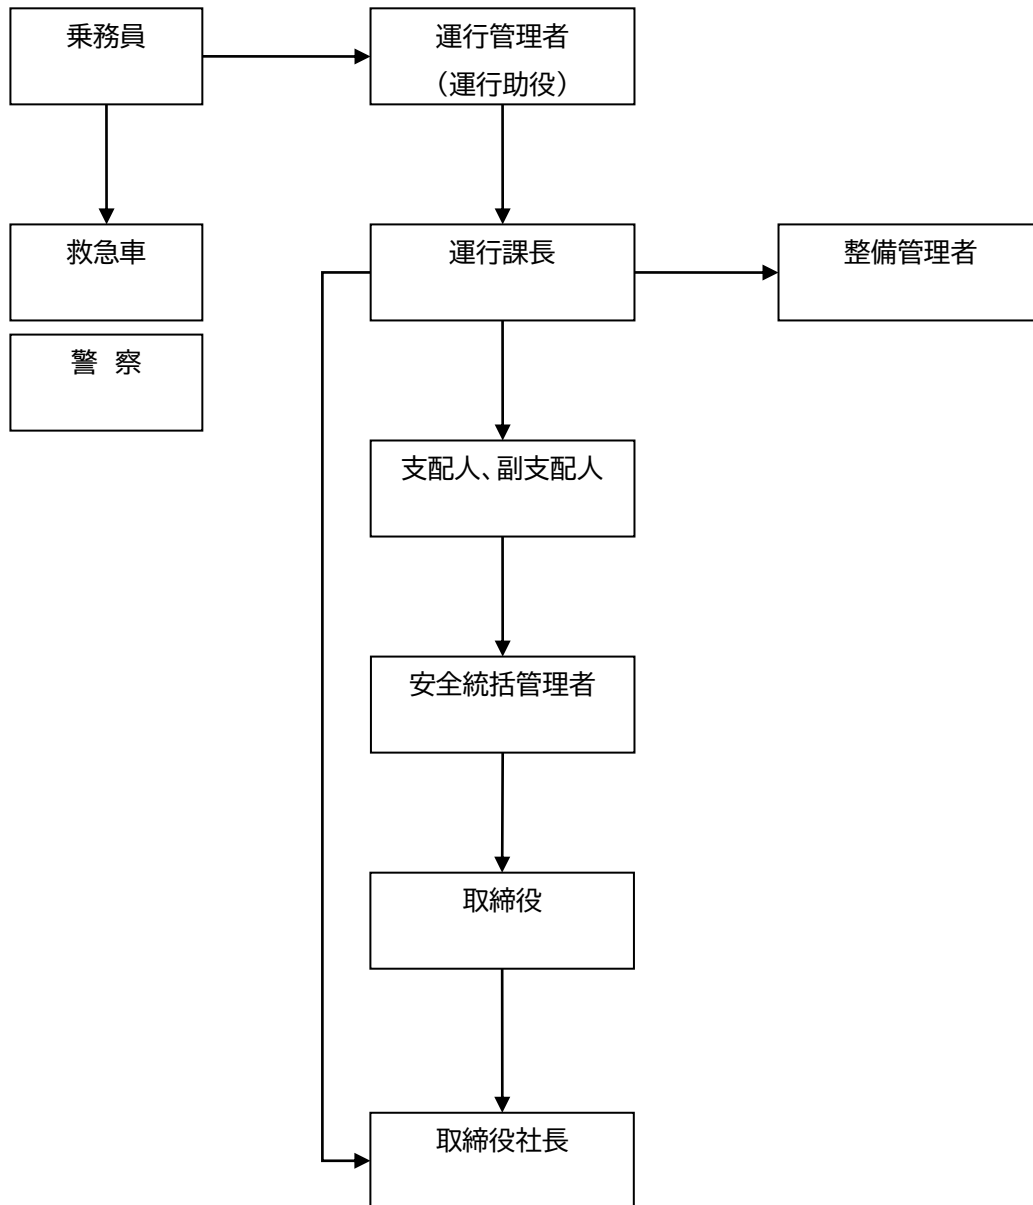 乗務員
運行管理者
（運行助役）
救急車
運行課長
整備管理者
警 察
支配人、副支配人
安全統括管理者
取締役
取締役社長